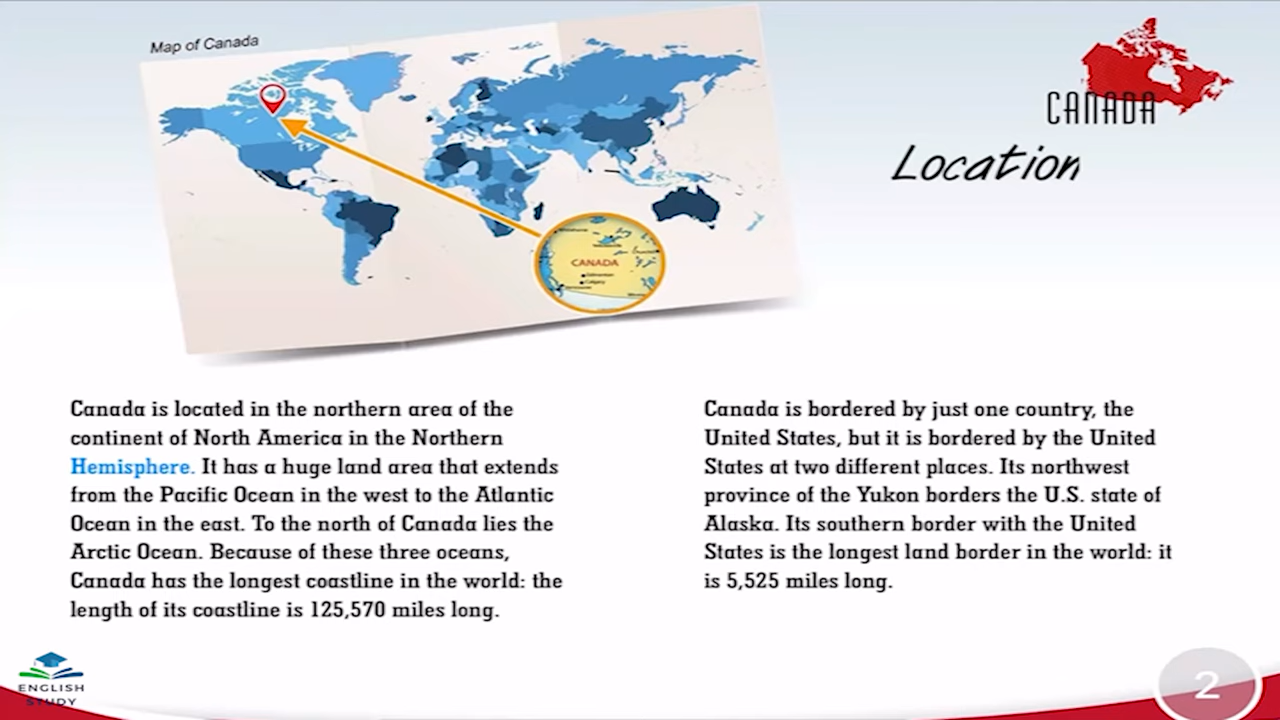 Map of Canada
CANADA
Location
CANADA
Edmonton
Calgary
Canada is located in the northern area of the
continent of North America in the Northern
Hemisphere. It has a huge land area that extends
from the Pacific Ocean in the west to the Atlantic
Ocean in the east. To the north of Canada lies the
Arctic Ocean. Because of these three oceans,
Canada has the longest coastline in the world: the
length of its coastline is 125,570 miles long.
Canada is bordered by just one country, the
United States, but it is bordered by the United
States at two different places. Its northwest
province of the Yukon borders the U.S. state of
Alaska. Its southern border with the United
States is the longest land border in the world: it
is 5,525 miles long.
ENGLISH
STUDY
2